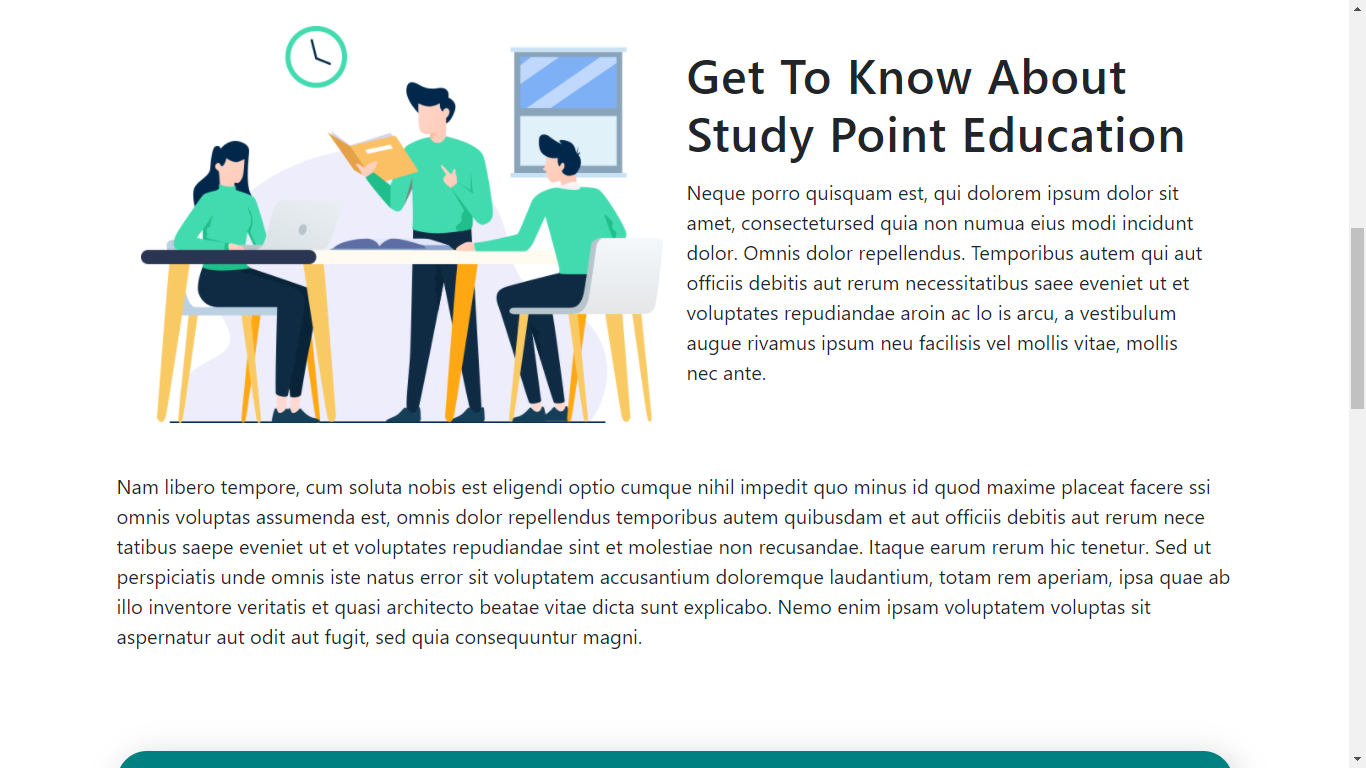 Get To Know About
Study Point Education
Neque porro quisquam est, qui dolorem ipsum dolor sit
amet, consectetursed quia non numua eius modi incidunt
dolor. Omnis dolor repellendus. Temporibus autem qui aut
officiis debitis aut rerum necessitatibus saee eveniet ut et
voluptates repudiandae aroin ac lo is arcu, a vestibulum
augue rivamus ipsum neu facilisis vel mollis vitae, mollis
nec ante.
Nam libero tempore, cum soluta nobis est eligendi optio cumque nihil impedit quo minus id quod maxime placeat facere ssi
omnis voluptas assumenda est, omnis dolor repellendus temporibus autem quibusdam et aut officiis debitis aut rerum nece
tatibus saepe eveniet ut et voluptates repudiandae sint et molestiae non recusandae. Itaque earum rerum hic tenetur. Sed ut
perspiciatis unde omnis iste natus error sit voluptatem accusantium doloremque laudantium, totam rem aperiam, ipsa quae ab
illo inventore veritatis et quasi architecto beatae vitae dicta sunt explicabo. Nemo enim ipsam voluptatem voluptas sit
aspernatur aut odit aut fugit, sed quia consequuntur magni.